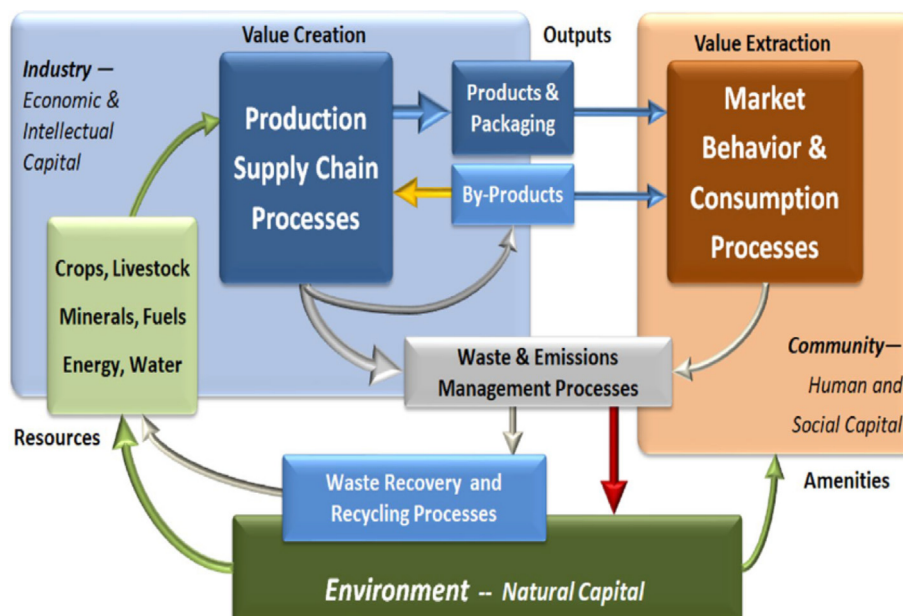 Value Creation
Outputs
Value Extraction
Industry —
Economic &
Intellectual
Capital
Production
Supply Chain
Processes
Products &
Packaging
By-Products
Market
Behavior &
Consumption
Processes
Crops, Livestock
Minerals, Fuels
Energy, Water
Resources
Waste & Emissions
Management Processes
Community—
Human and
Social Capital
Amenities
Waste Recovery and
Recycling Processes
Environment -- Natural Capital